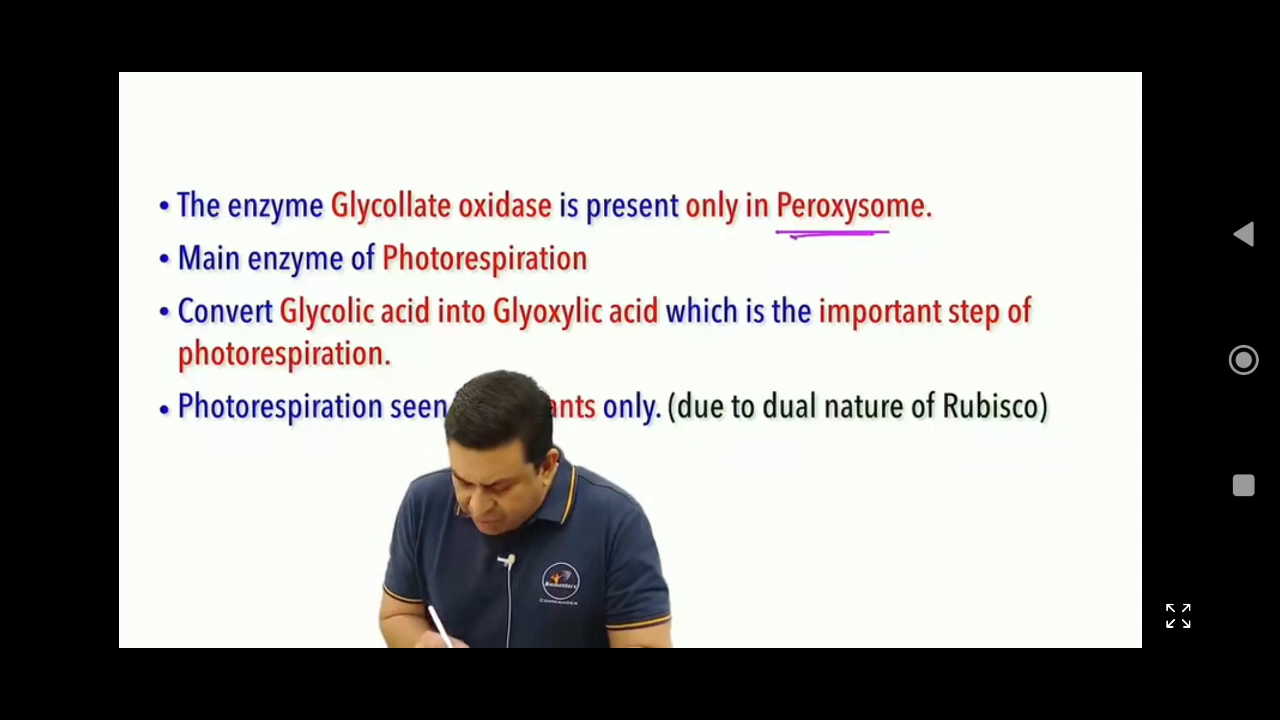 • The enzyme Glycollate oxidase is present only in Peroxysome.
• Main enzyme of Photorespiration
• Convert Glycolic acid into Glyoxylic acid which is the important step of
photorespiration.
• Photorespiration seen ants only. (due to dual nature of Rubisco)
COMMANDER